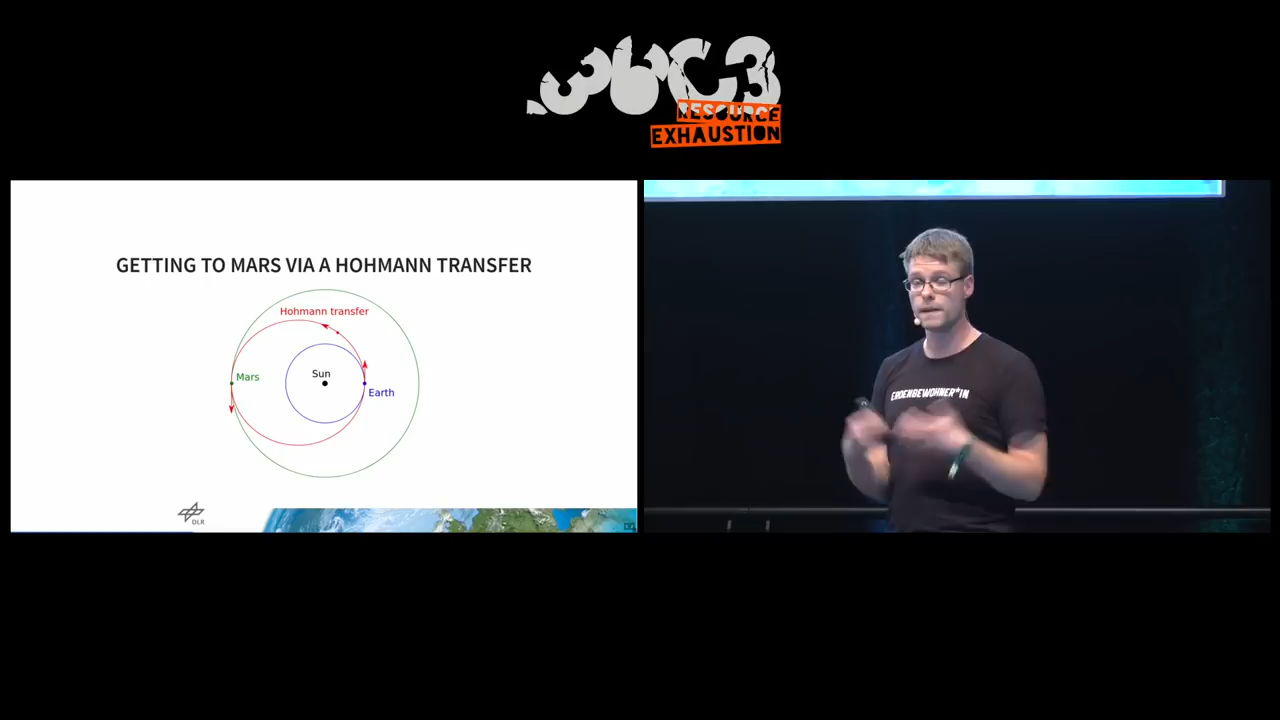 36C3
RESOURCE
EXHAUSTION
GETTING TO MARS VIA A HOHMANN TRANSFER
Hohmann transfer
Sun
Mars
Earth
DLR
ERDENBEWOHNER*IN